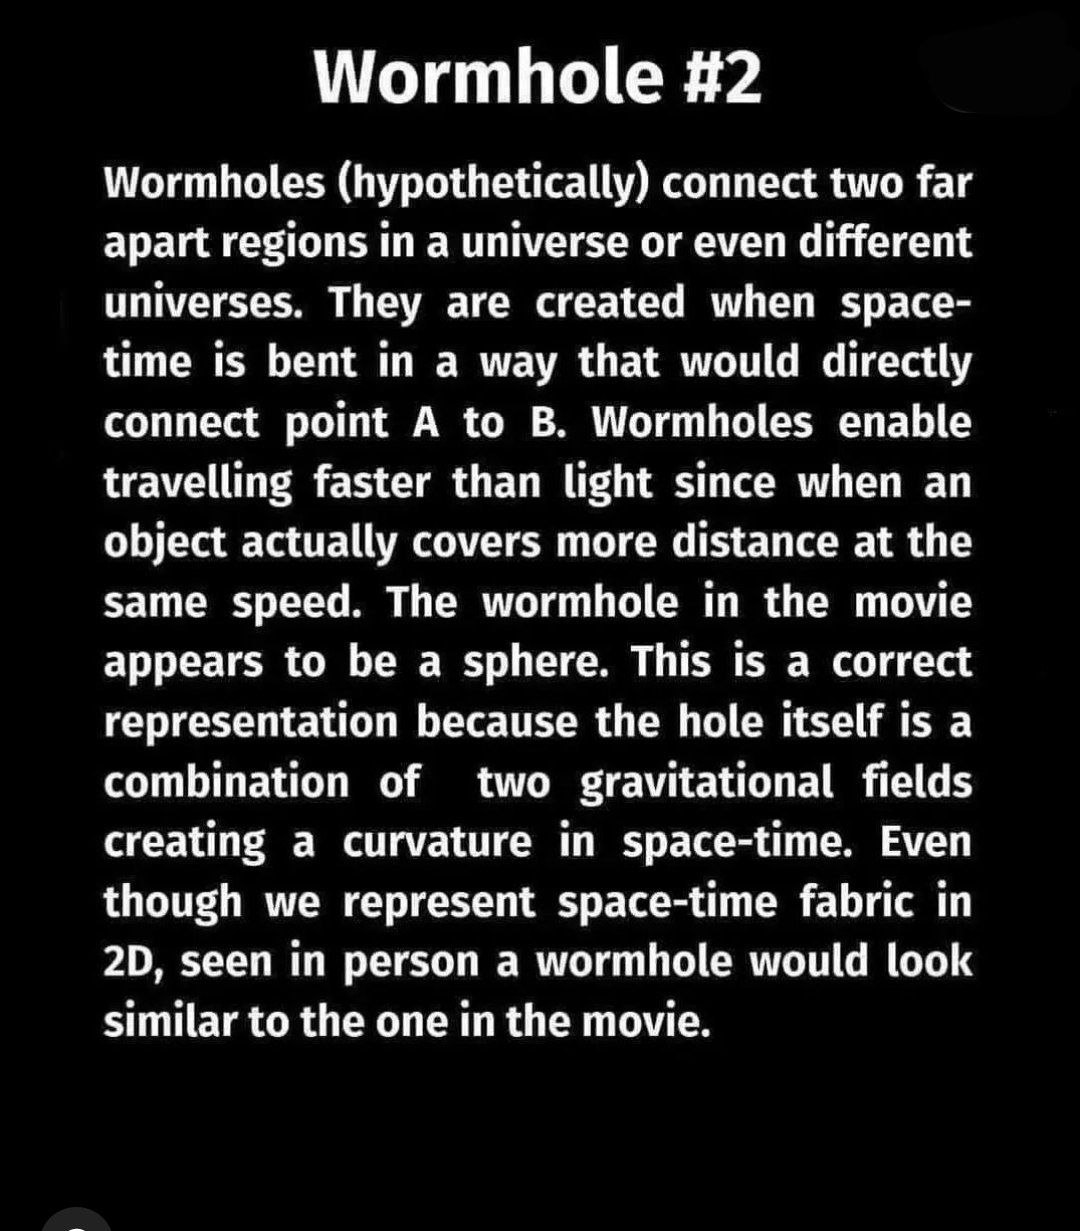 Wormhole #2
Wormholes (hypothetically) connect two far
apart regions in a universe or even different
universes. They are created when space-
time is bent in a way that would directly
connect point A to B. Wormholes enable
travelling faster than light since when an
object actually covers more distance at the
same speed. The wormhole in the movie
appears to be a sphere. This is a correct
representation because the hole itself is a
combination of two gravitational fields
creating a curvature in space-time. Even
though we represent space-time fabric in
2D, seen in person a wormhole would look
similar to the one in the movie.